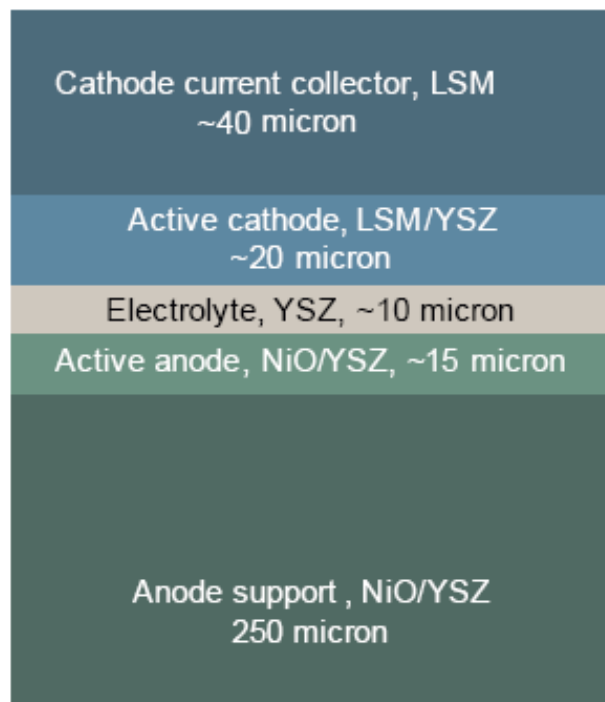 Cathode current collector, LSM
~40 micron
Active cathode, LSM/YSZ
~20 micron
Electrolyte, YSZ, ~10 micron
Active anode, NiO/YSZ, ~15 micron
Anode support , NiO/YSZ
250 micron